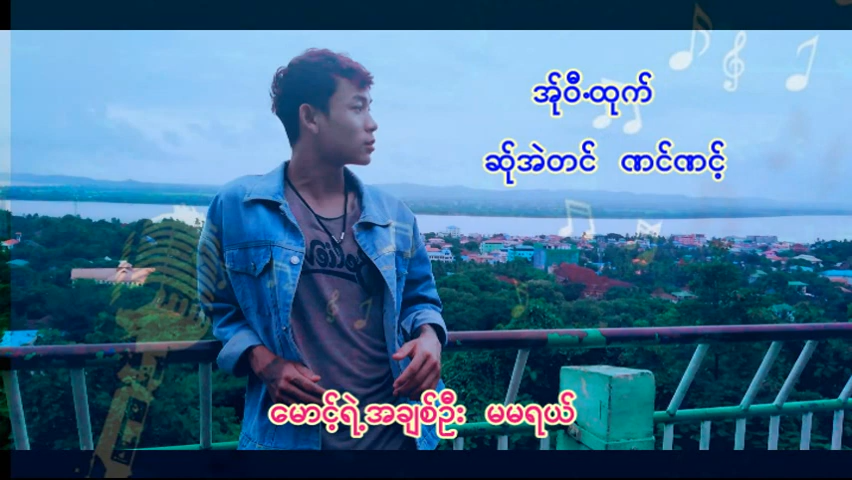 အ်ုဝီႉထုက်
ဆ်ုအဲတင် ဏင်ဏင့်
believe
မောင့်ရဲ့အချစ်ဦး မမရယ်